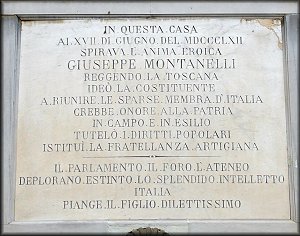 IN QUESTA CASA
AI XVII DI GIUGNO DEL MDCCCLXII
SPIRAVA L'ANIMA EROICA
GIUSEPPE MONTANELLI
REGGENDO LA TOSCANA
IDEÒ LA COSTITUENTE
A RIUNIRE LE SPARSE MEMBRA D'ITALIA
CREBBE ONORE ALLA PATRIA
IN CAMPO E IN ESILIO
TUTELÒ I DIRITTI POPOLARI
ISTITUÌ LA FRATELLANZA ARTIGIANA
IL PARLAMENTO IL FORO L'ATENEO
DEPLORANO ESTINTO LO SPLENDIDO INTELLETTO
ITALIA
PIANGE IL FIGLIO DILETTISSIMO